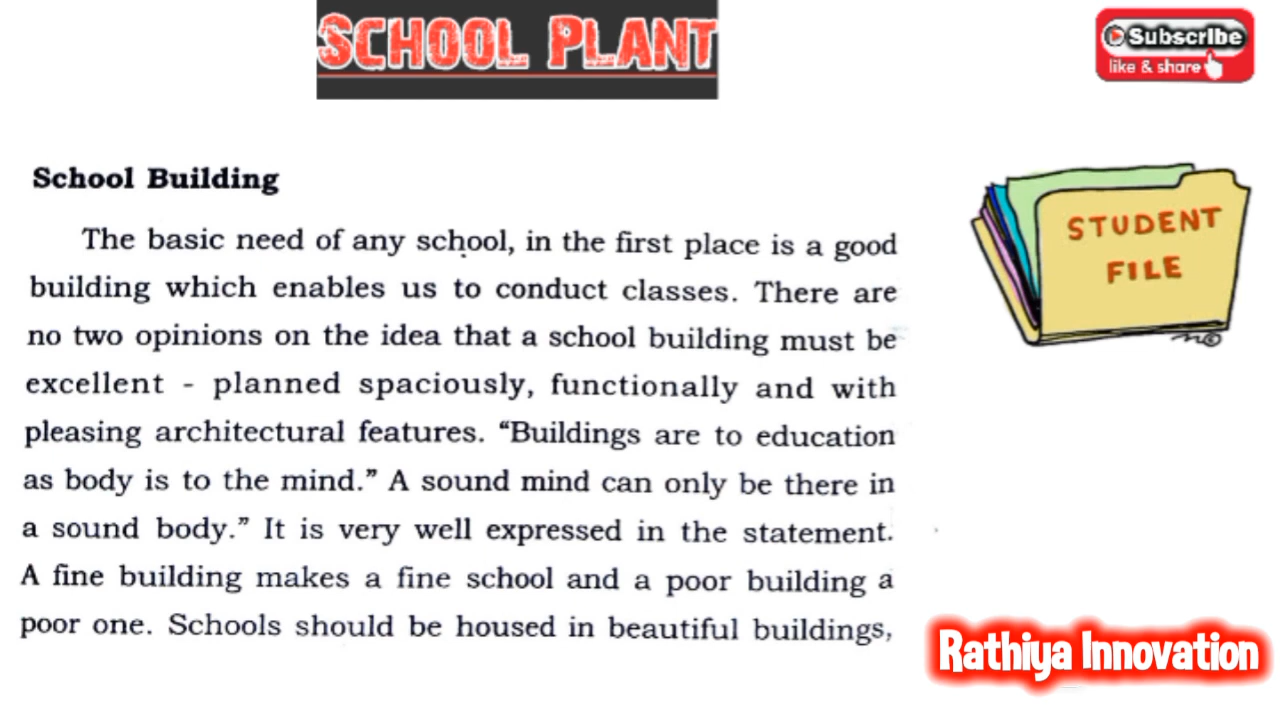 SCHOOL PLANT
Subscribe
like & share
School Building
The basic need of any school, in the first place is a good
building which enables us to conduct classes. There are
no two opinions on the idea that a school building must be
excellent - planned spaciously, functionally and with
pleasing architectural features. “Buildings are to education
as body is to the mind.” A sound mind can only be there in
a sound body.” It is very well expressed in the statement.
A fine building makes a fine school and a poor building a
poor one. Schools should be housed in beautiful buildings,
STUDENT
FILE
Rathiya Innovation